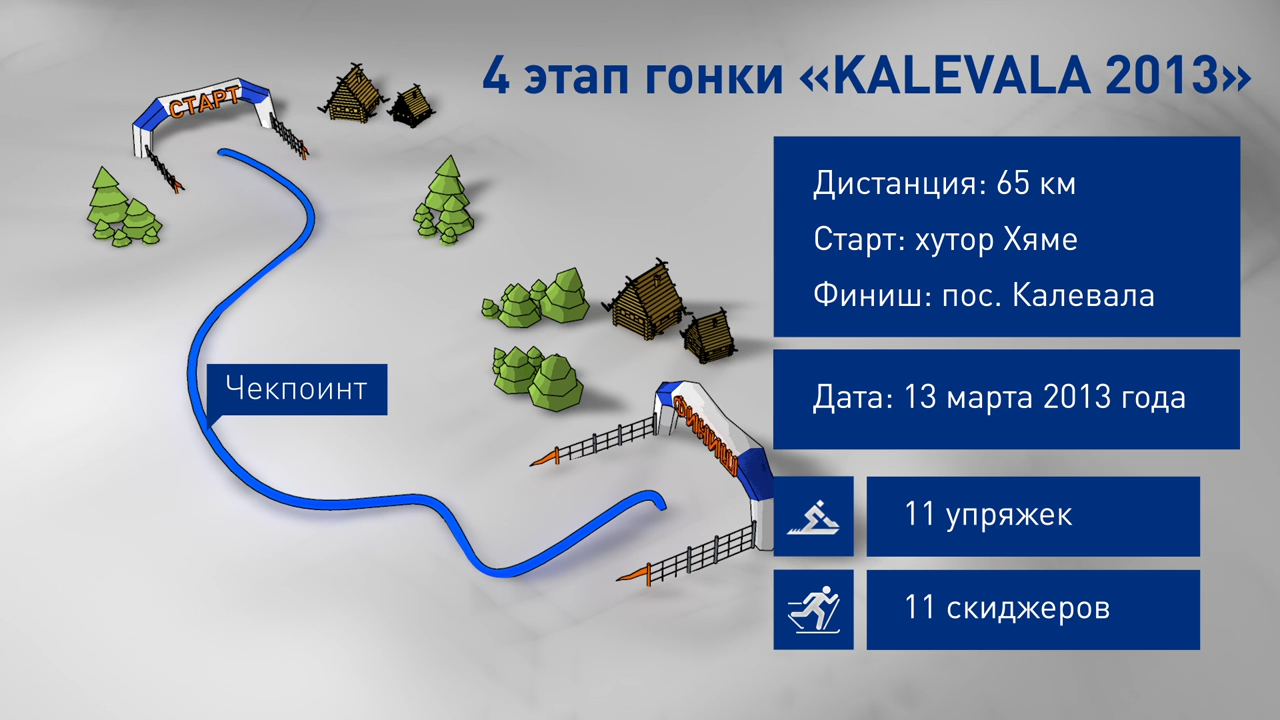 4 этап гонки «KALEVALA 2013»
СТАРТ
Дистанция: 65 км
Старт: хутор Хяме
Финиш: пос. Калевала
Чекпоинт
Дата: 13 марта 2013 года
ФИНИШ
11 упряжек
11 скиджеров